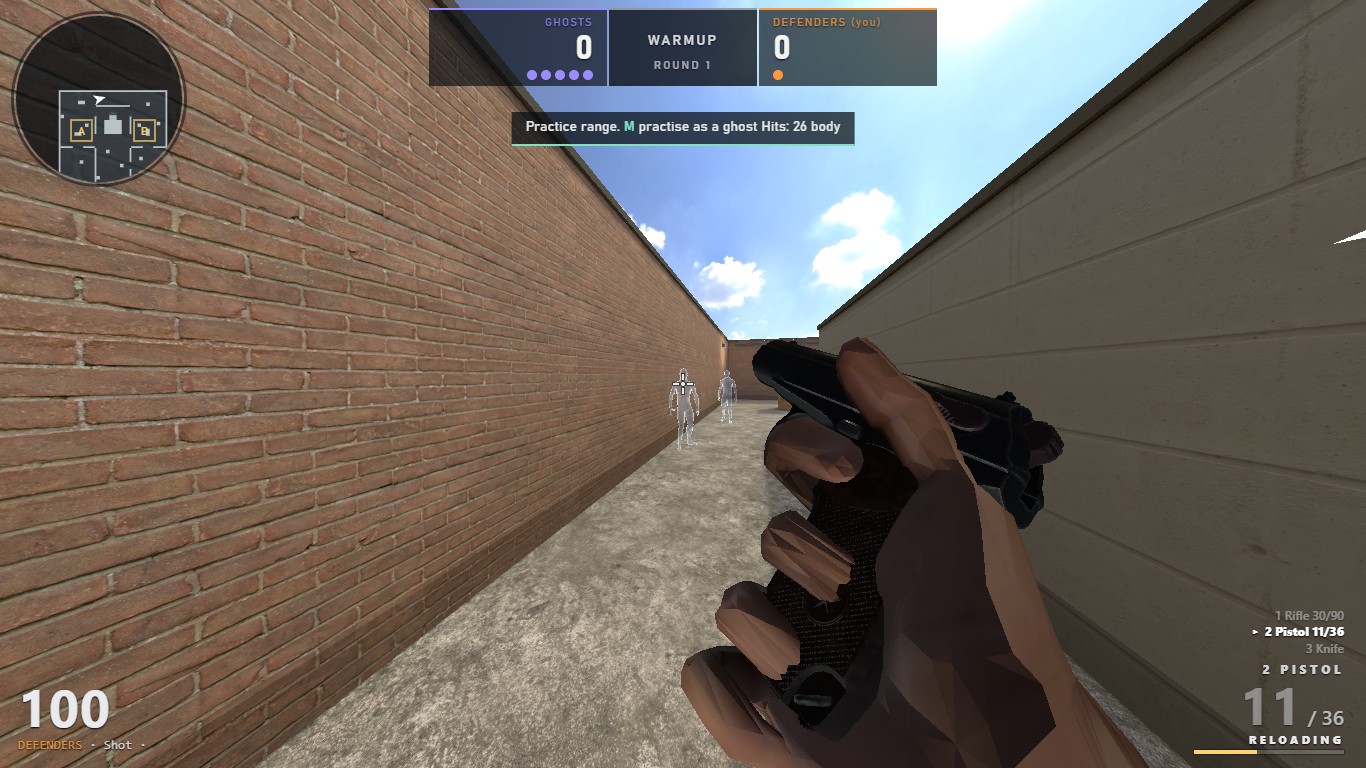 GHOSTS
0
WARMUP
ROUND 1
DEFENDERS (you)
0
Practice range. M practise as a ghost Hits: 26 body
A
B
1 Rifle 30/90
▸ 2 Pistol 11/36
3 Knife
2 PISTOL
11 / 36
RELOADING
100
DEFENDERS · Shot ·